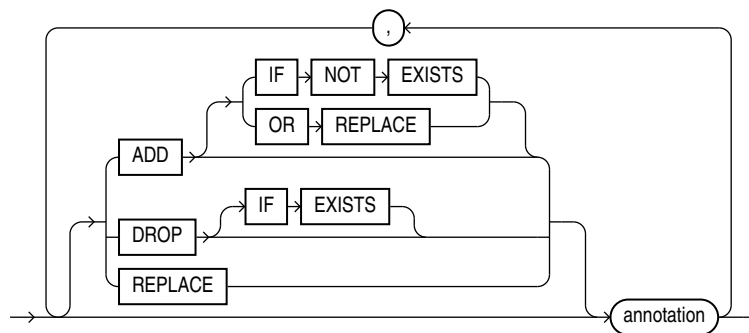 ,
IF NOT EXISTS
OR REPLACE
ADD
IF EXISTS
DROP
REPLACE
annotation